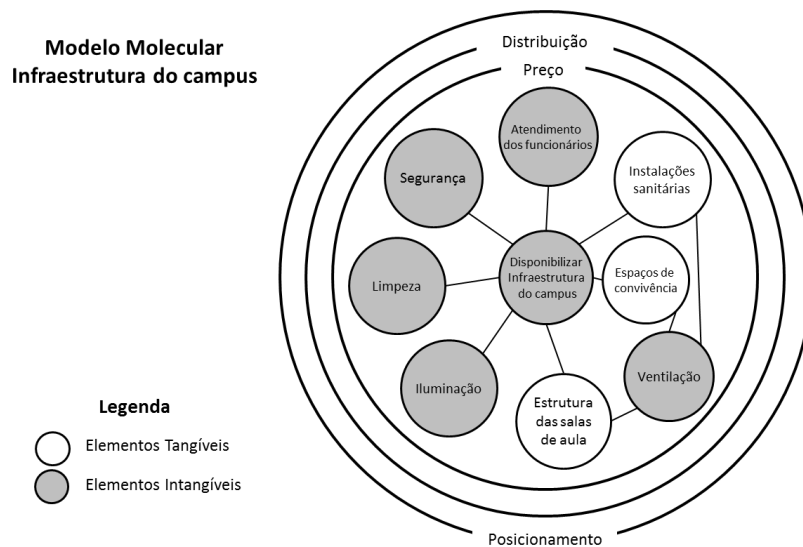 Modelo Molecular
Infraestrutura do campus
Distribuição
Preço
Atendimento
dos funcionários
Segurança
Instalações
sanitárias
Disponibilizar
Infraestrutura
do campus
Espaços de
convivência
Limpeza
Iluminação
Ventilação
Estrutura
das salas
de aula
Legenda
Elementos Tangíveis
Elementos Intangíveis
Posicionamento